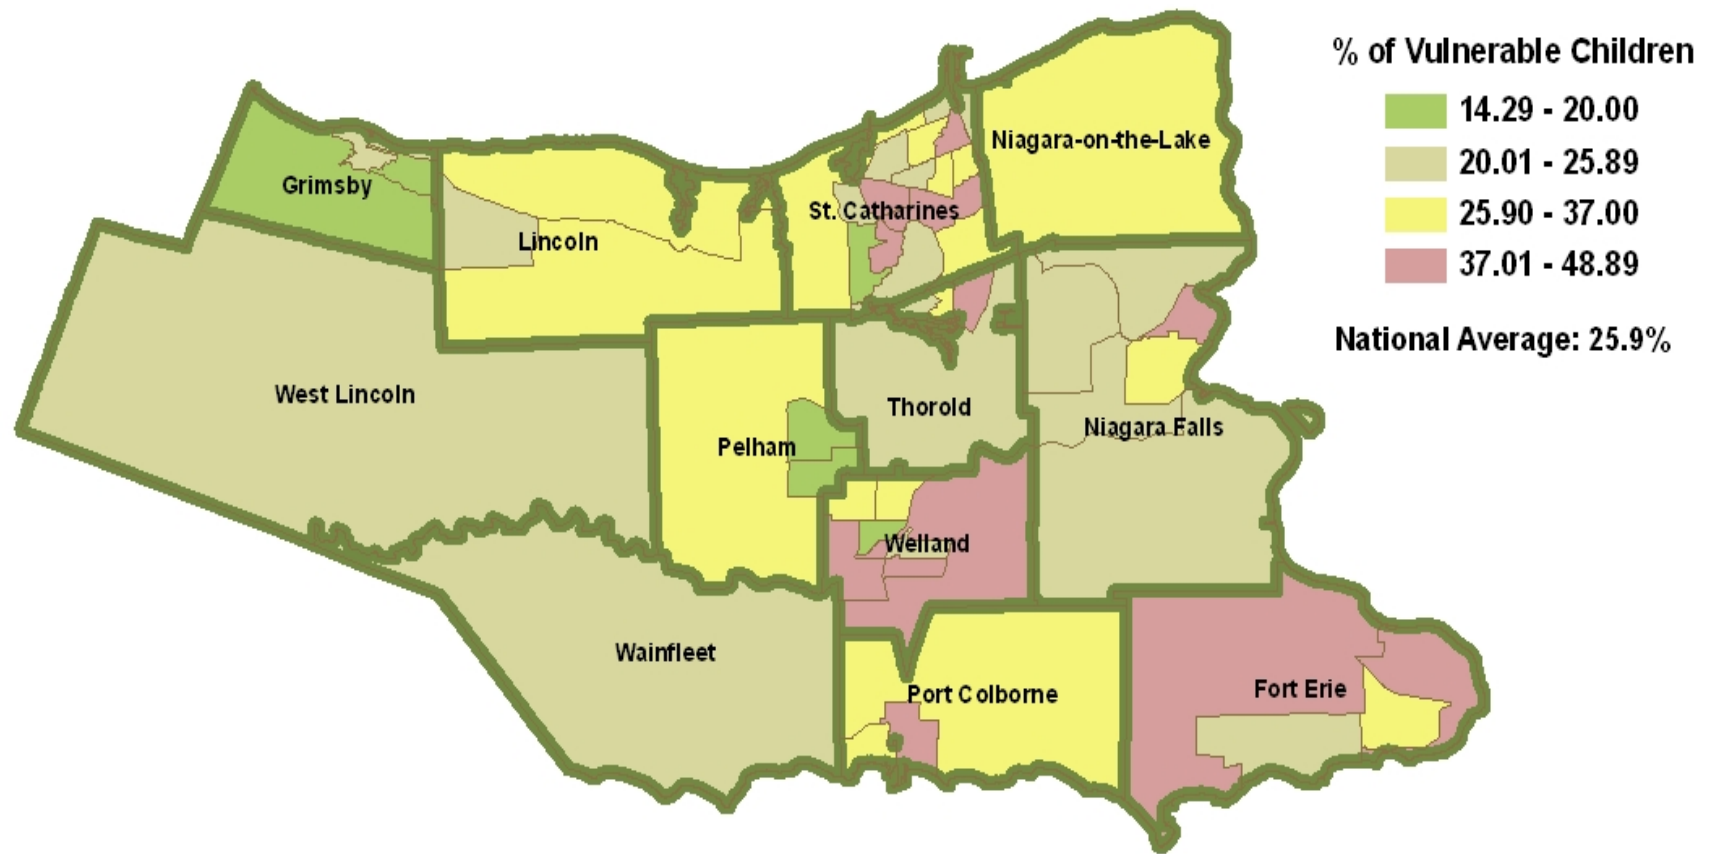 % of Vulnerable Children
14.29 - 20.00
20.01 - 25.89
25.90 - 37.00
37.01 - 48.89
National Average: 25.9%
Niagara-on-the-Lake
Grimsby
St. Catharines
Lincoln
West Lincoln
Thorold
Niagara Falls
Pelham
Welland
Wainfleet
Fort Erie
Port Colborne